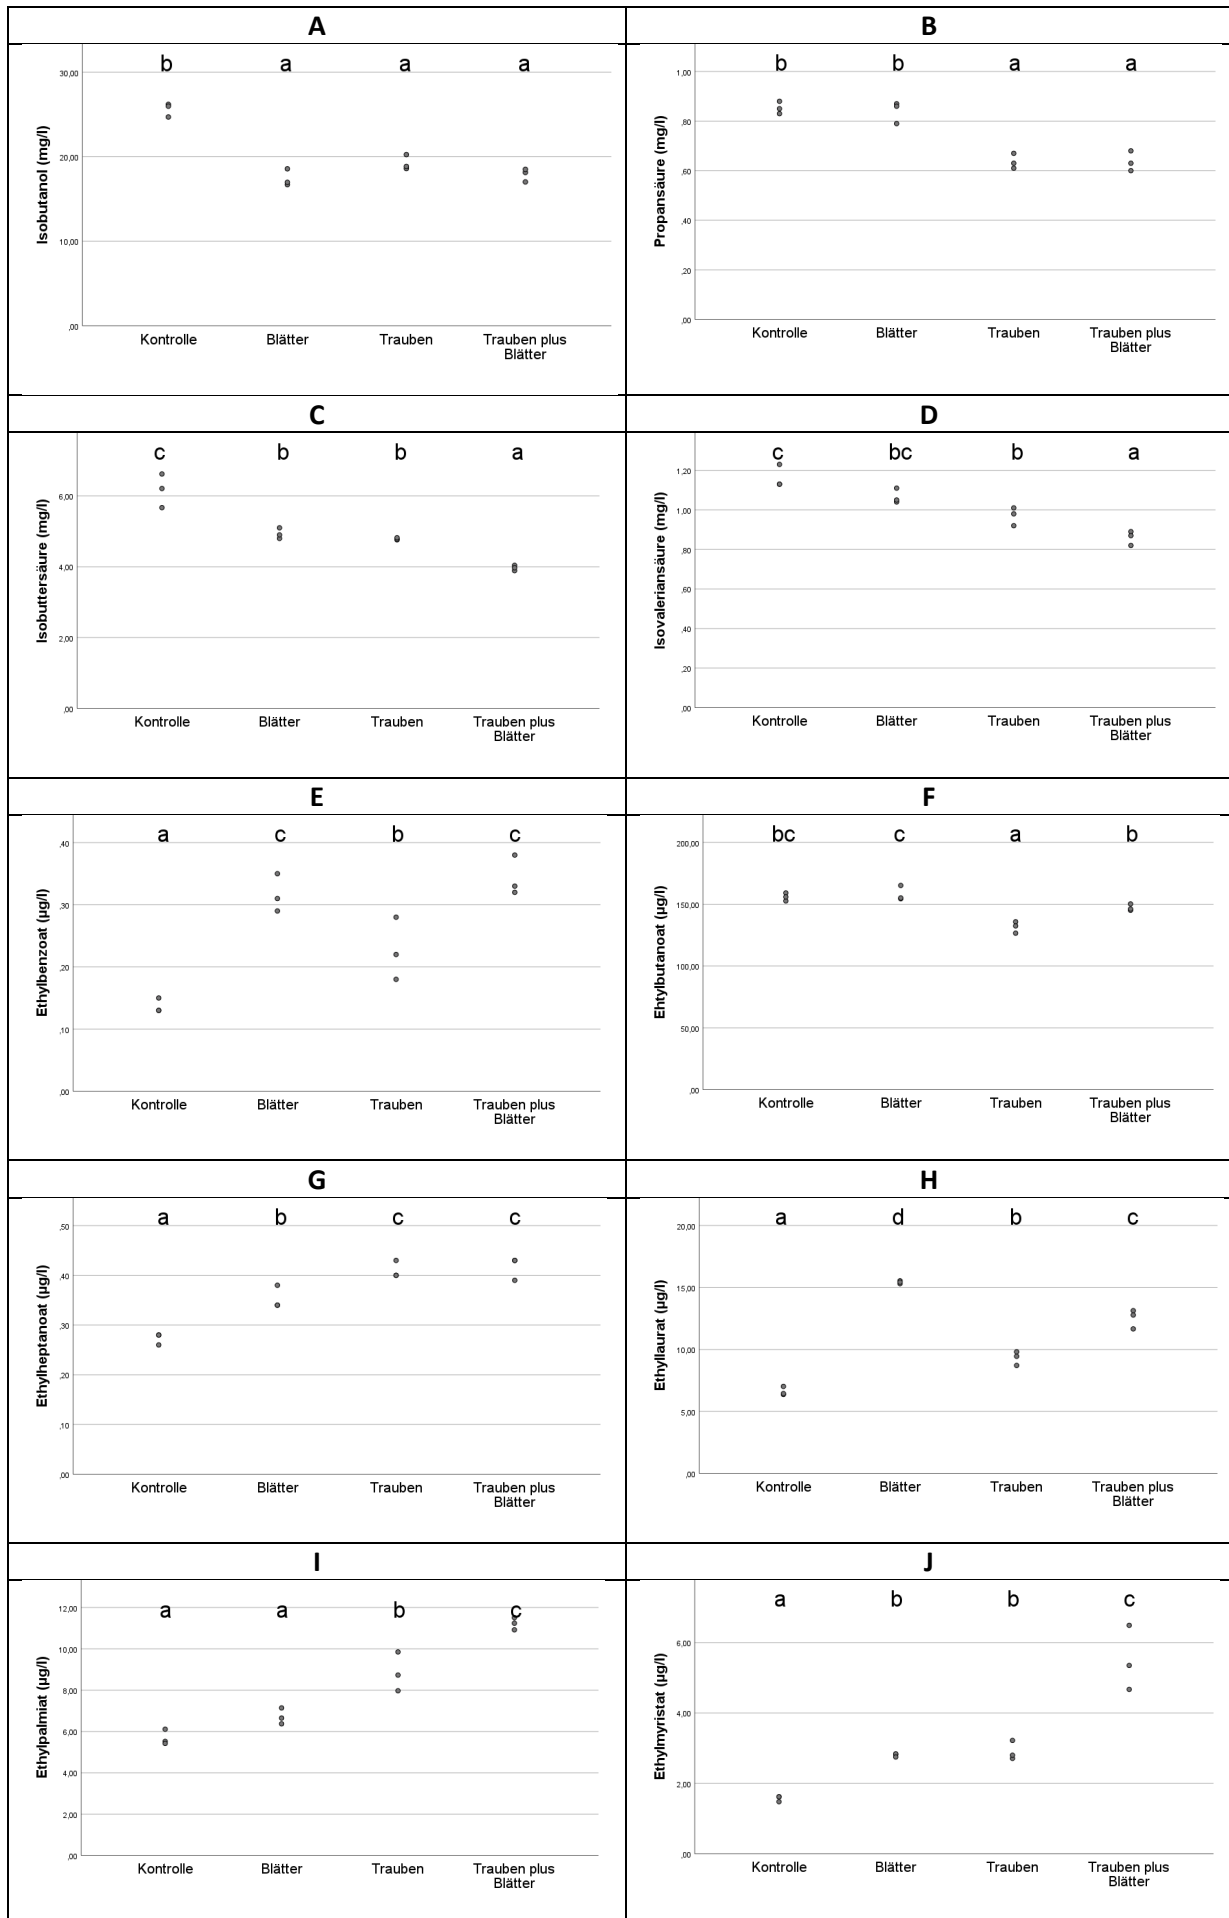 A
B
b a a a
30,00
20,00
10,00
,00
Isobutanol (mg/l)
Kontrolle Blätter Trauben Trauben plus
Blätter
b b a a
1,00
,80
,60
,40
,20
,00
Propansäure (mg/l)
Kontrolle Blätter Trauben Trauben plus
Blätter
C
D
c b b a
6,00
4,00
2,00
,00
Isobuttersäure (mg/l)
Kontrolle Blätter Trauben Trauben plus
Blätter
c bc b a
1,20
1,00
,80
,60
,40
,20
,00
Isovaleriansäure (mg/l)
Kontrolle Blätter Trauben Trauben plus
Blätter
E
F
a c b c
,40
,30
,20
,10
,00
Ethylbenzoat (µg/l)
Kontrolle Blätter Trauben Trauben plus
Blätter
bc c a b
200,00
150,00
100,00
50,00
,00
Ehtylbutanoat (µg/l)
Kontrolle Blätter Trauben Trauben plus
Blätter
G
H
a b c c
,50
,40
,30
,20
,10
,00
Ethylheptanoat (µg/l)
Kontrolle Blätter Trauben Trauben plus
Blätter
a d b c
20,00
15,00
10,00
5,00
,00
Ethyllaurat (µg/l)
Kontrolle Blätter Trauben Trauben plus
Blätter
I
J
a a b c
12,00
10,00
8,00
6,00
4,00
2,00
,00
Ethylpalmiat (µg/l)
Kontrolle Blätter Trauben Trauben plus
Blätter
a b b c
6,00
4,00
2,00
,00
Ethylmyristat (µg/l)
Kontrolle Blätter Trauben Trauben plus
Blätter